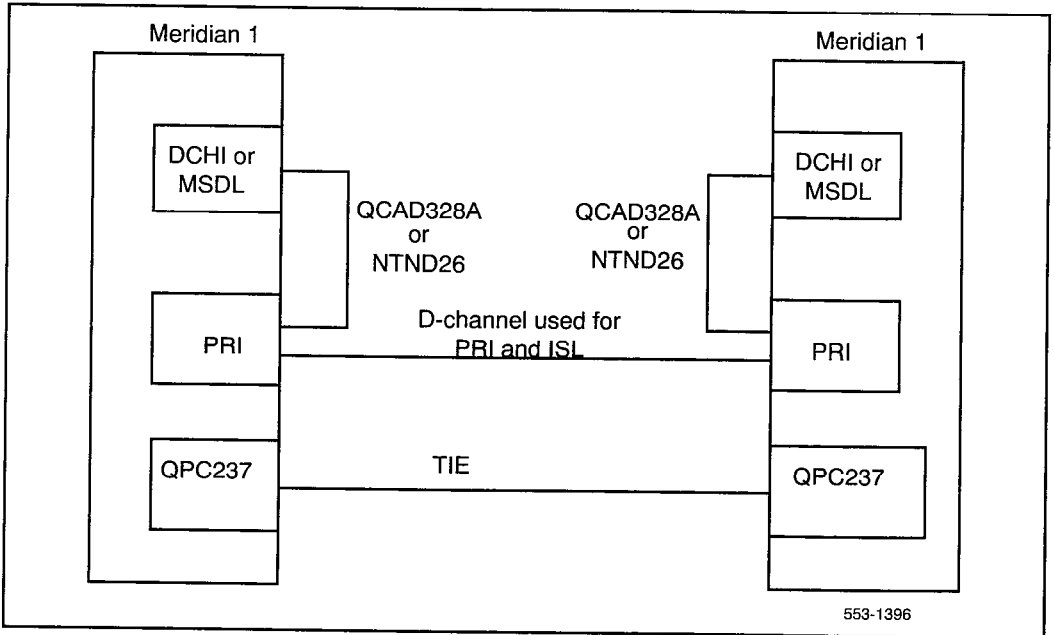 Meridian 1
Meridian 1
DCHI or
MSDL
DCHI or
MSDL
QCAD328A
or
NTND26
QCAD328A
or
NTND26
PRI
D-channel used for
PRI and ISL
PRI
QPC237
TIE
QPC237
553-1396